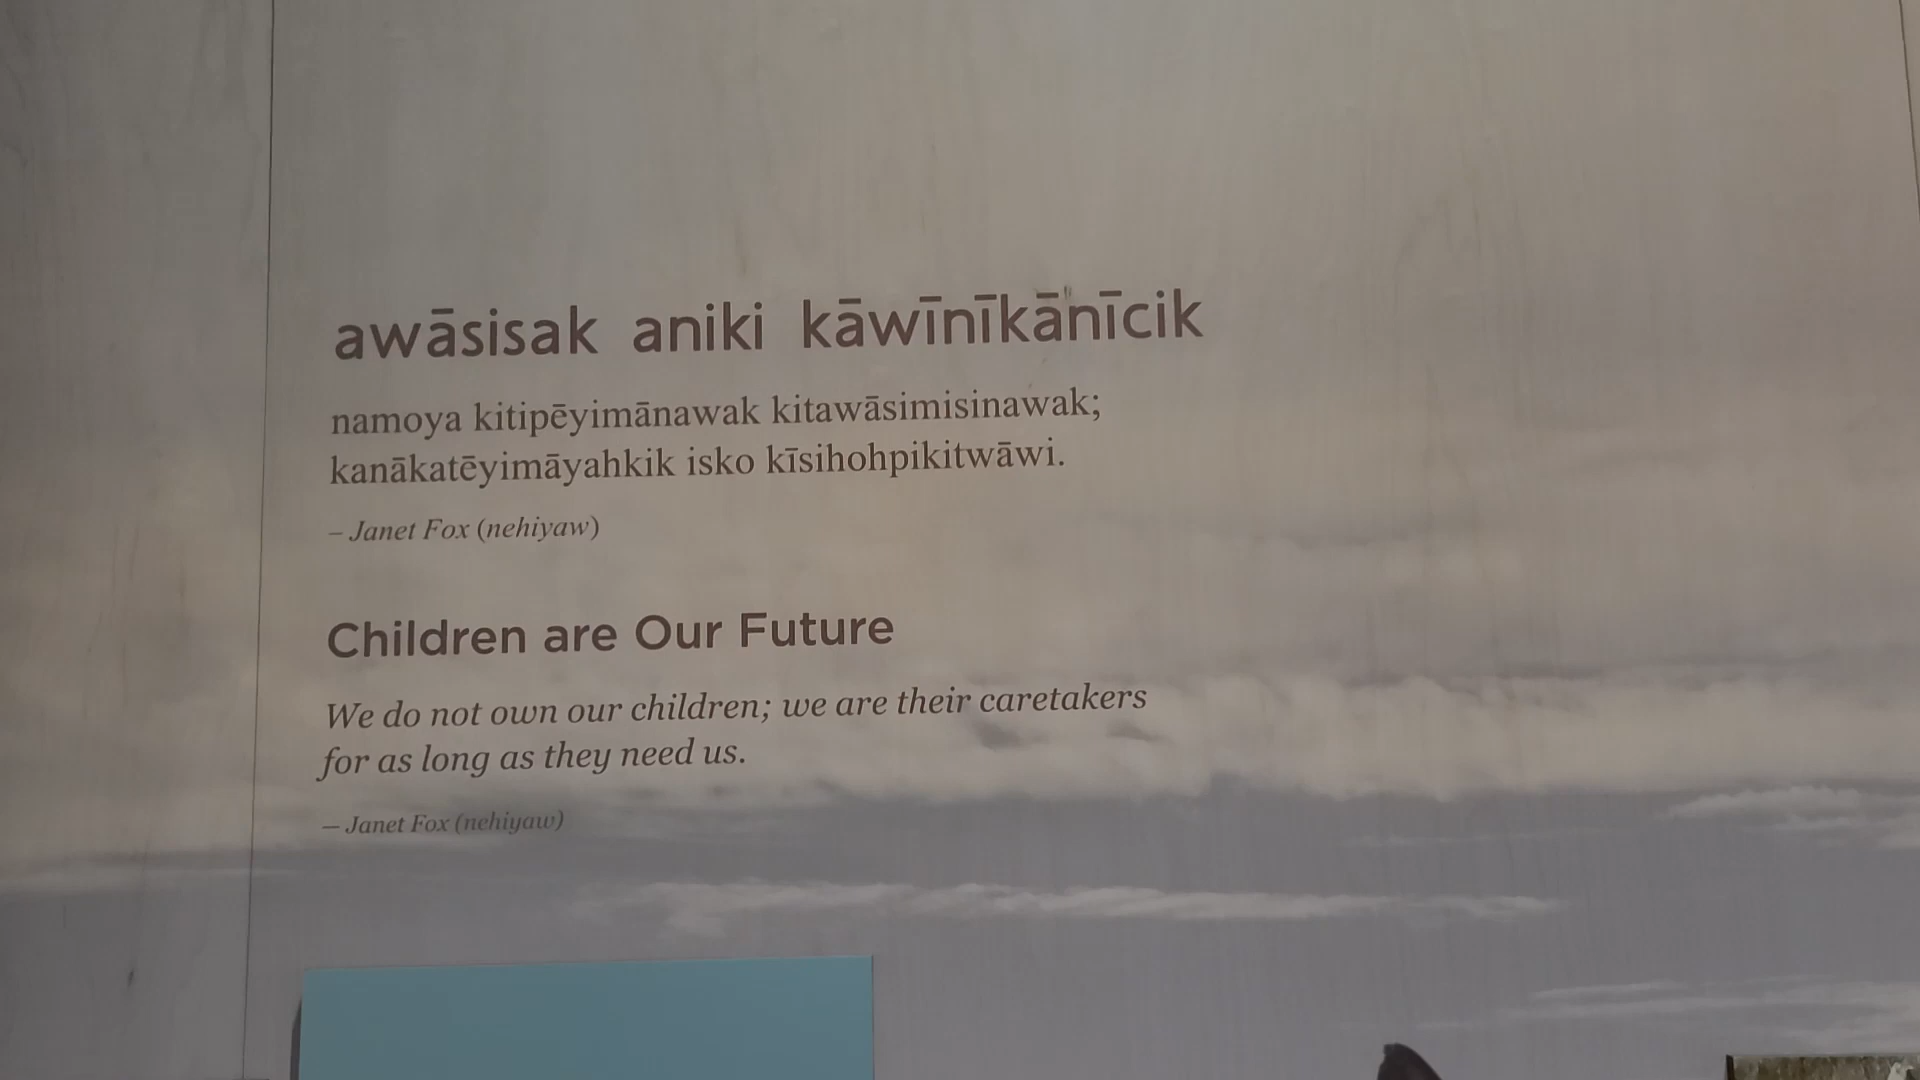 awāsisak aniki kāwīnīkānīcik
namoya kitipēyimānawak kitawāsimisinawak;
kanākatēyimāyahkik isko kīsihohpikitwāwi.
– Janet Fox (nehiyaw)
Children are Our Future
We do not own our children; we are their caretakers
for as long as they need us.
— Janet Fox (nehiyaw)